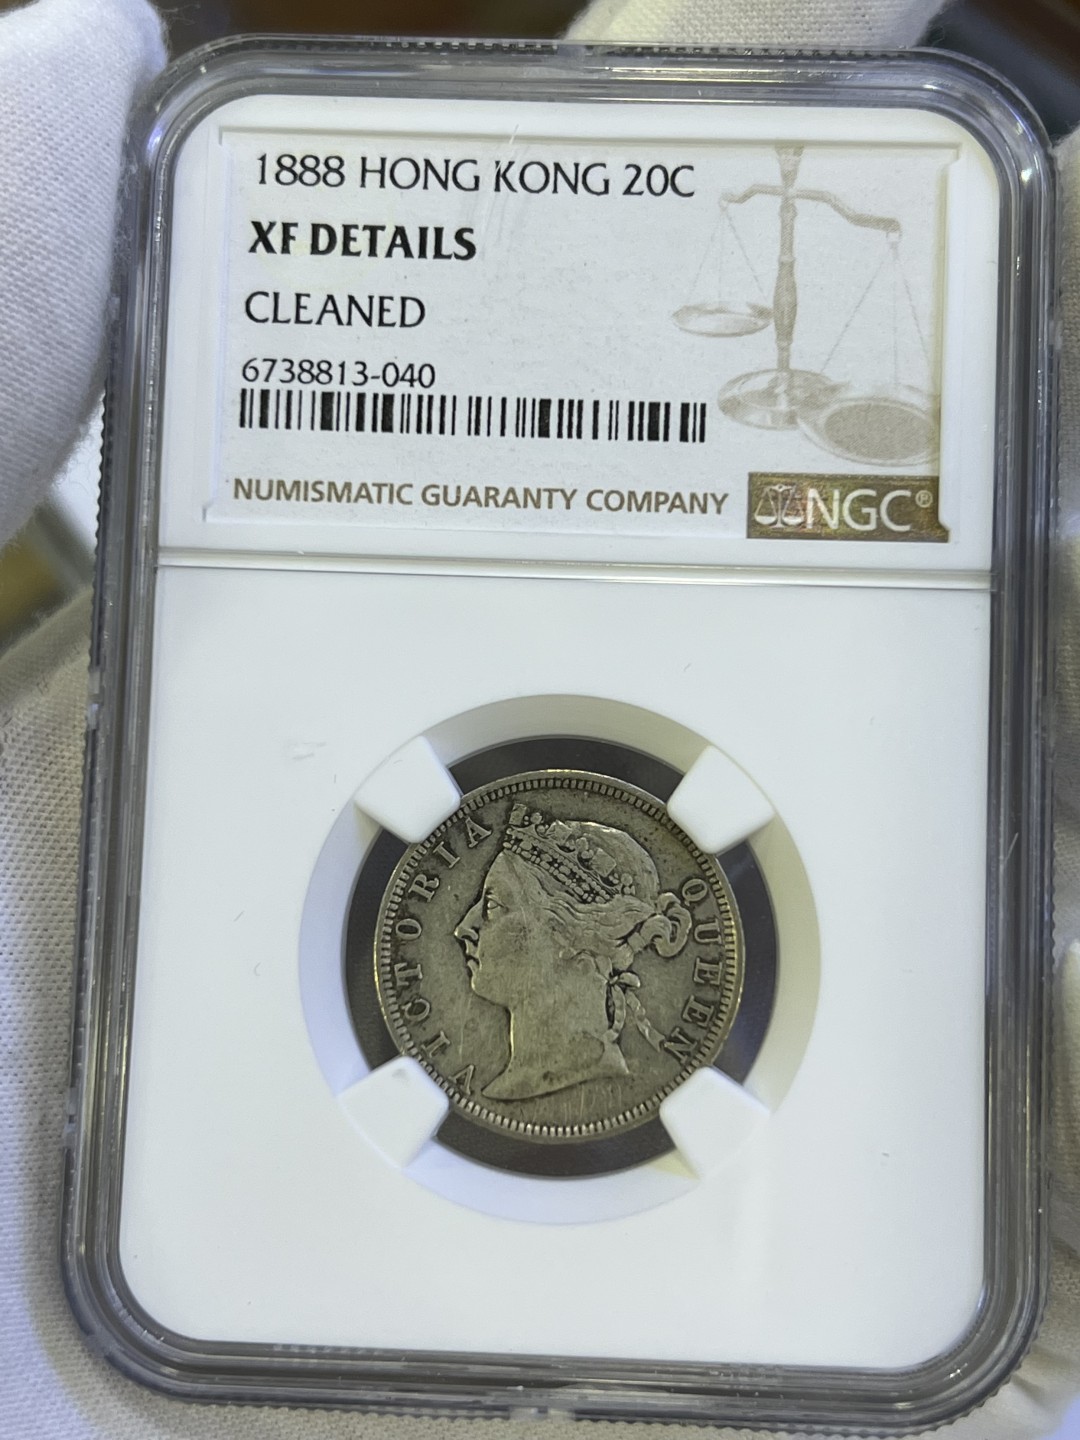 1888 HONG KONG 20C
XF DETAILS
CLEANED
6738813-040
NUMISMATIC GUARANTY COMPANY
NGC®
VICTORIA QUEEN